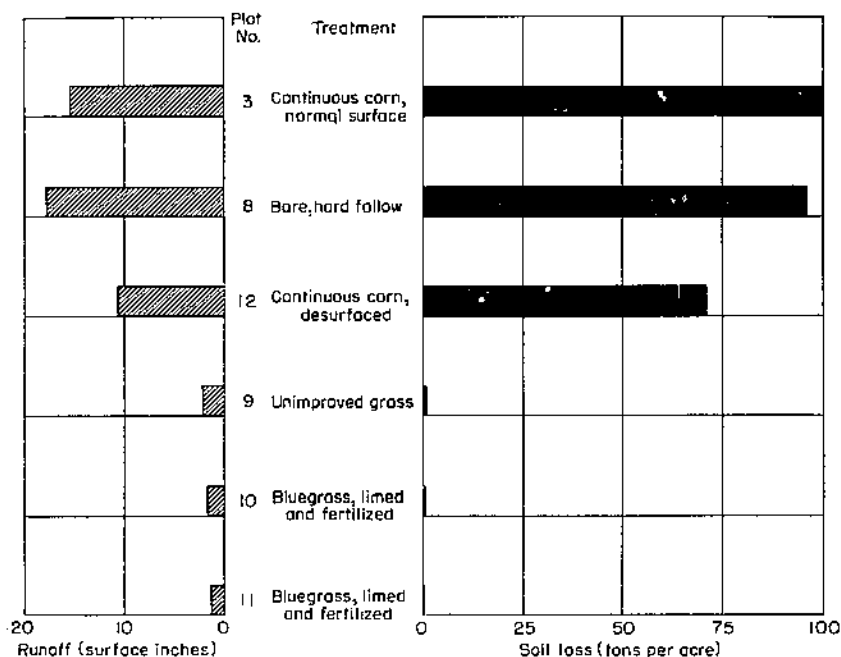 Plot
No.
Treatment
3
Continuous corn,
normal surface
8
Bare, hard fallow
12
Continuous corn,
desurfaced
9
Unimproved grass
10
Bluegrass, limed
and fertilized
11
Bluegrass, limed
and fertilized
20 10 0
Runoff (surface inches)
0 25 50 75 100
Soil loss (tons per acre)